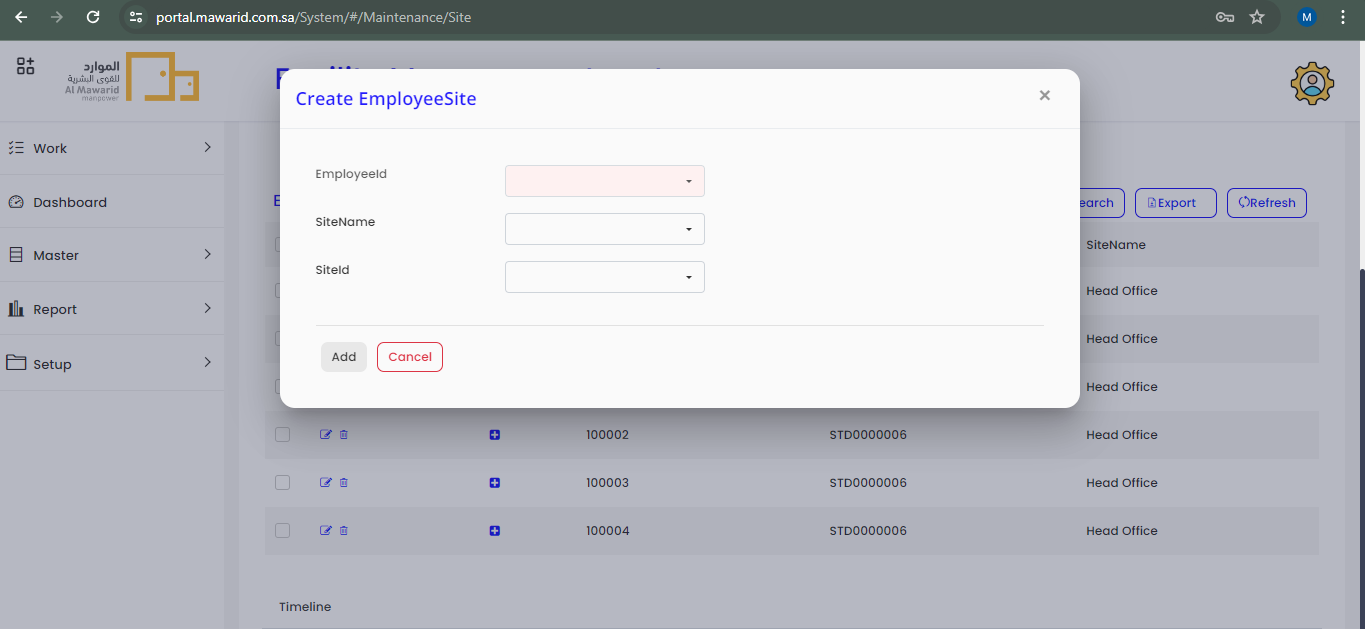 portal.mawarid.com.sa/System/#/Maintenance/Site
M
الموارد
للقوى البشرية
Al Mawarid
manpower
Create EmployeeSite
×
Work
Dashboard
Master
Report
Setup
EmployeeId
SiteName
SiteId
Add
Cancel
earch
Export
Refresh
SiteName
Head Office
Head Office
Head Office
100002 STD0000006 Head Office
100003 STD0000006 Head Office
100004 STD0000006 Head Office
Timeline